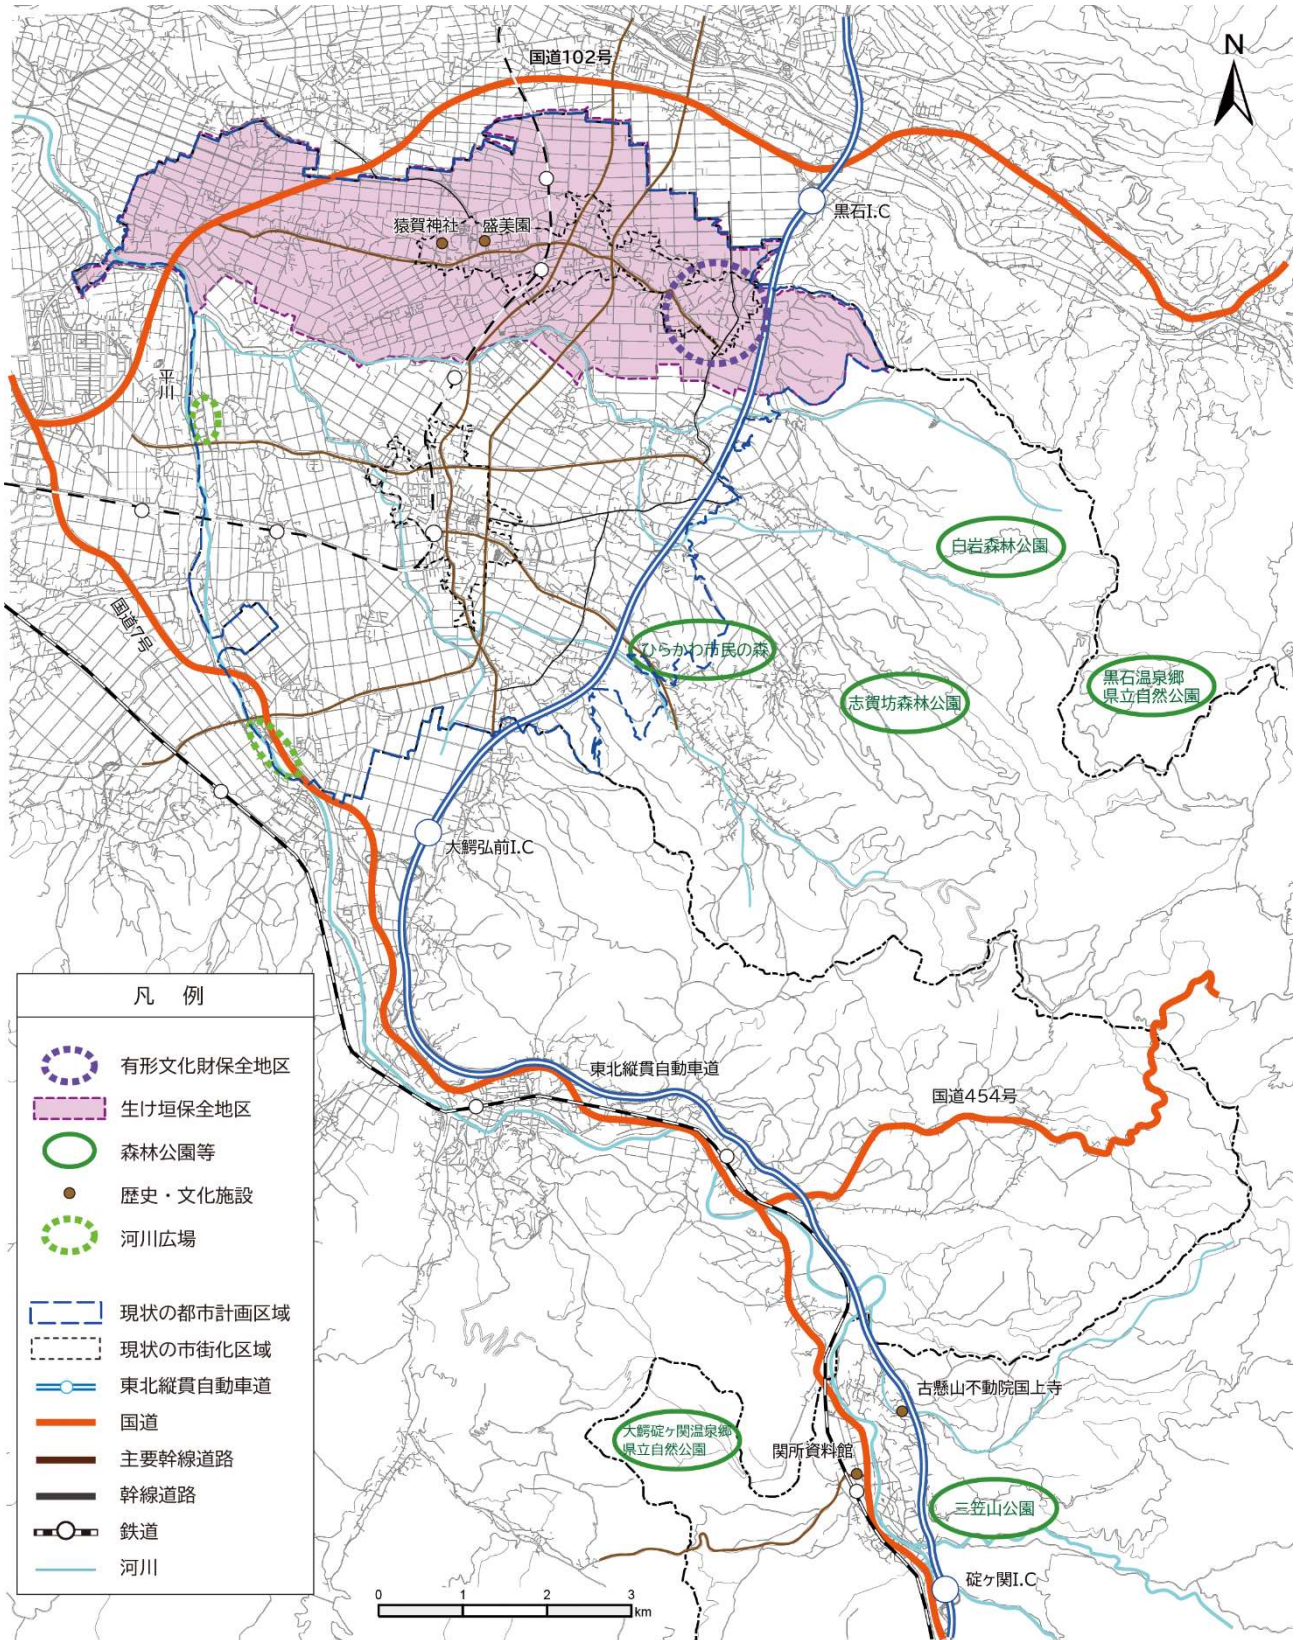 N
国道102号
黒石I.C
猿賀神社
盛美園
平川
白岩森林公園
ひらかわ市民の森
国道7号
志賀坊森林公園
黒石温泉郷
県立自然公園
大鰐弘前I.C
凡 例
有形文化財保全地区
生け垣保全地区
森林公園等
歴史・文化施設
河川広場
現状の都市計画区域
現状の市街化区域
東北縦貫自動車道
国道
主要幹線道路
幹線道路
鉄道
河川
東北縦貫自動車道
国道454号
古懸山不動院国上寺
大鰐碇ヶ関温泉郷
県立自然公園
関所資料館
三笠山公園
碇ヶ関I.C
0 1 2 3
km